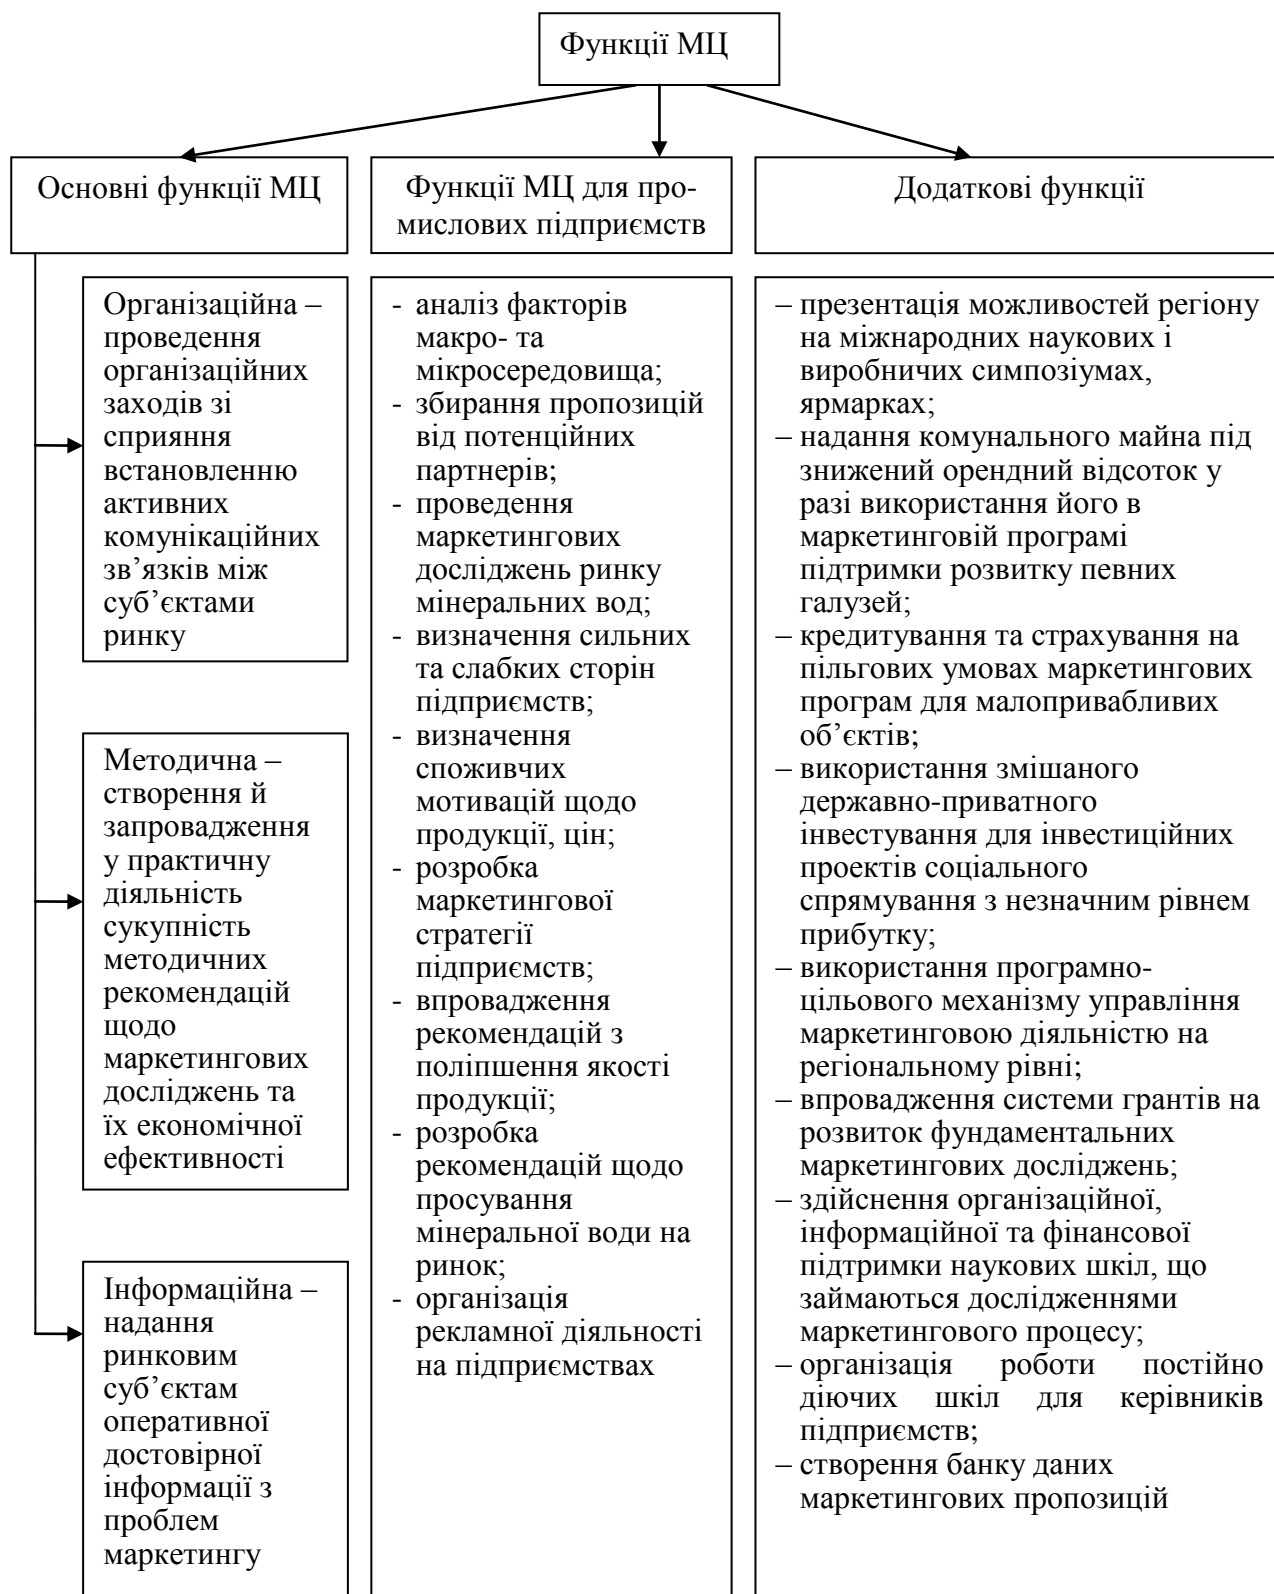 Функції МЦ
Основні функції МЦ
Функції МЦ для про-
мислових підприємств
Додаткові функції
Організаційна –
проведення
організаційних
заходів зі
сприяння
встановленню
активних
комунікаційних
зв’язків між
суб’єктами
ринку
Методична –
створення й
запровадження
у практичну
діяльність
сукупність
методичних
рекомендацій
щодо
маркетингових
досліджень та
їх економічної
ефективності
Інформаційна –
надання
ринковим
суб’єктам
оперативної
достовірної
інформації з
проблем
маркетингу
- аналіз факторів
макро- та
мікросередовища;
- збирання пропозицій
від потенційних
партнерів;
- проведення
маркетингових
досліджень ринку
мінеральних вод;
- визначення сильних
та слабких сторін
підприємств;
- визначення
споживчих
мотивацій щодо
продукції, цін;
- розробка
маркетингової
стратегії
підприємств;
- впровадження
рекомендацій з
поліпшення якості
продукції;
- розробка
рекомендацій щодо
просування
мінеральної води на
ринок;
- організація
рекламної діяльності
на підприємствах
– презентація можливостей регіону
на міжнародних наукових і
виробничих симпозіумах,
ярмарках;
– надання комунального майна під
знижений орендний відсоток у
разі використання його в
маркетинговій програмі
підтримки розвитку певних
галузей;
– кредитування та страхування на
пільгових умовах маркетингових
програм для малопривабливих
об’єктів;
– використання змішаного
державно-приватного
інвестування для інвестиційних
проектів соціального
спрямування з незначним рівнем
прибутку;
– використання програмно-
цільового механізму управління
маркетинговою діяльністю на
регіональному рівні;
– впровадження системи грантів на
розвиток фундаментальних
маркетингових досліджень;
– здійснення організаційної,
інформаційної та фінансової
підтримки наукових шкіл, що
займаються дослідженнями
маркетингового процесу;
– організація роботи постійно
діючих шкіл для керівників
підприємств;
– створення банку даних
маркетингових пропозицій